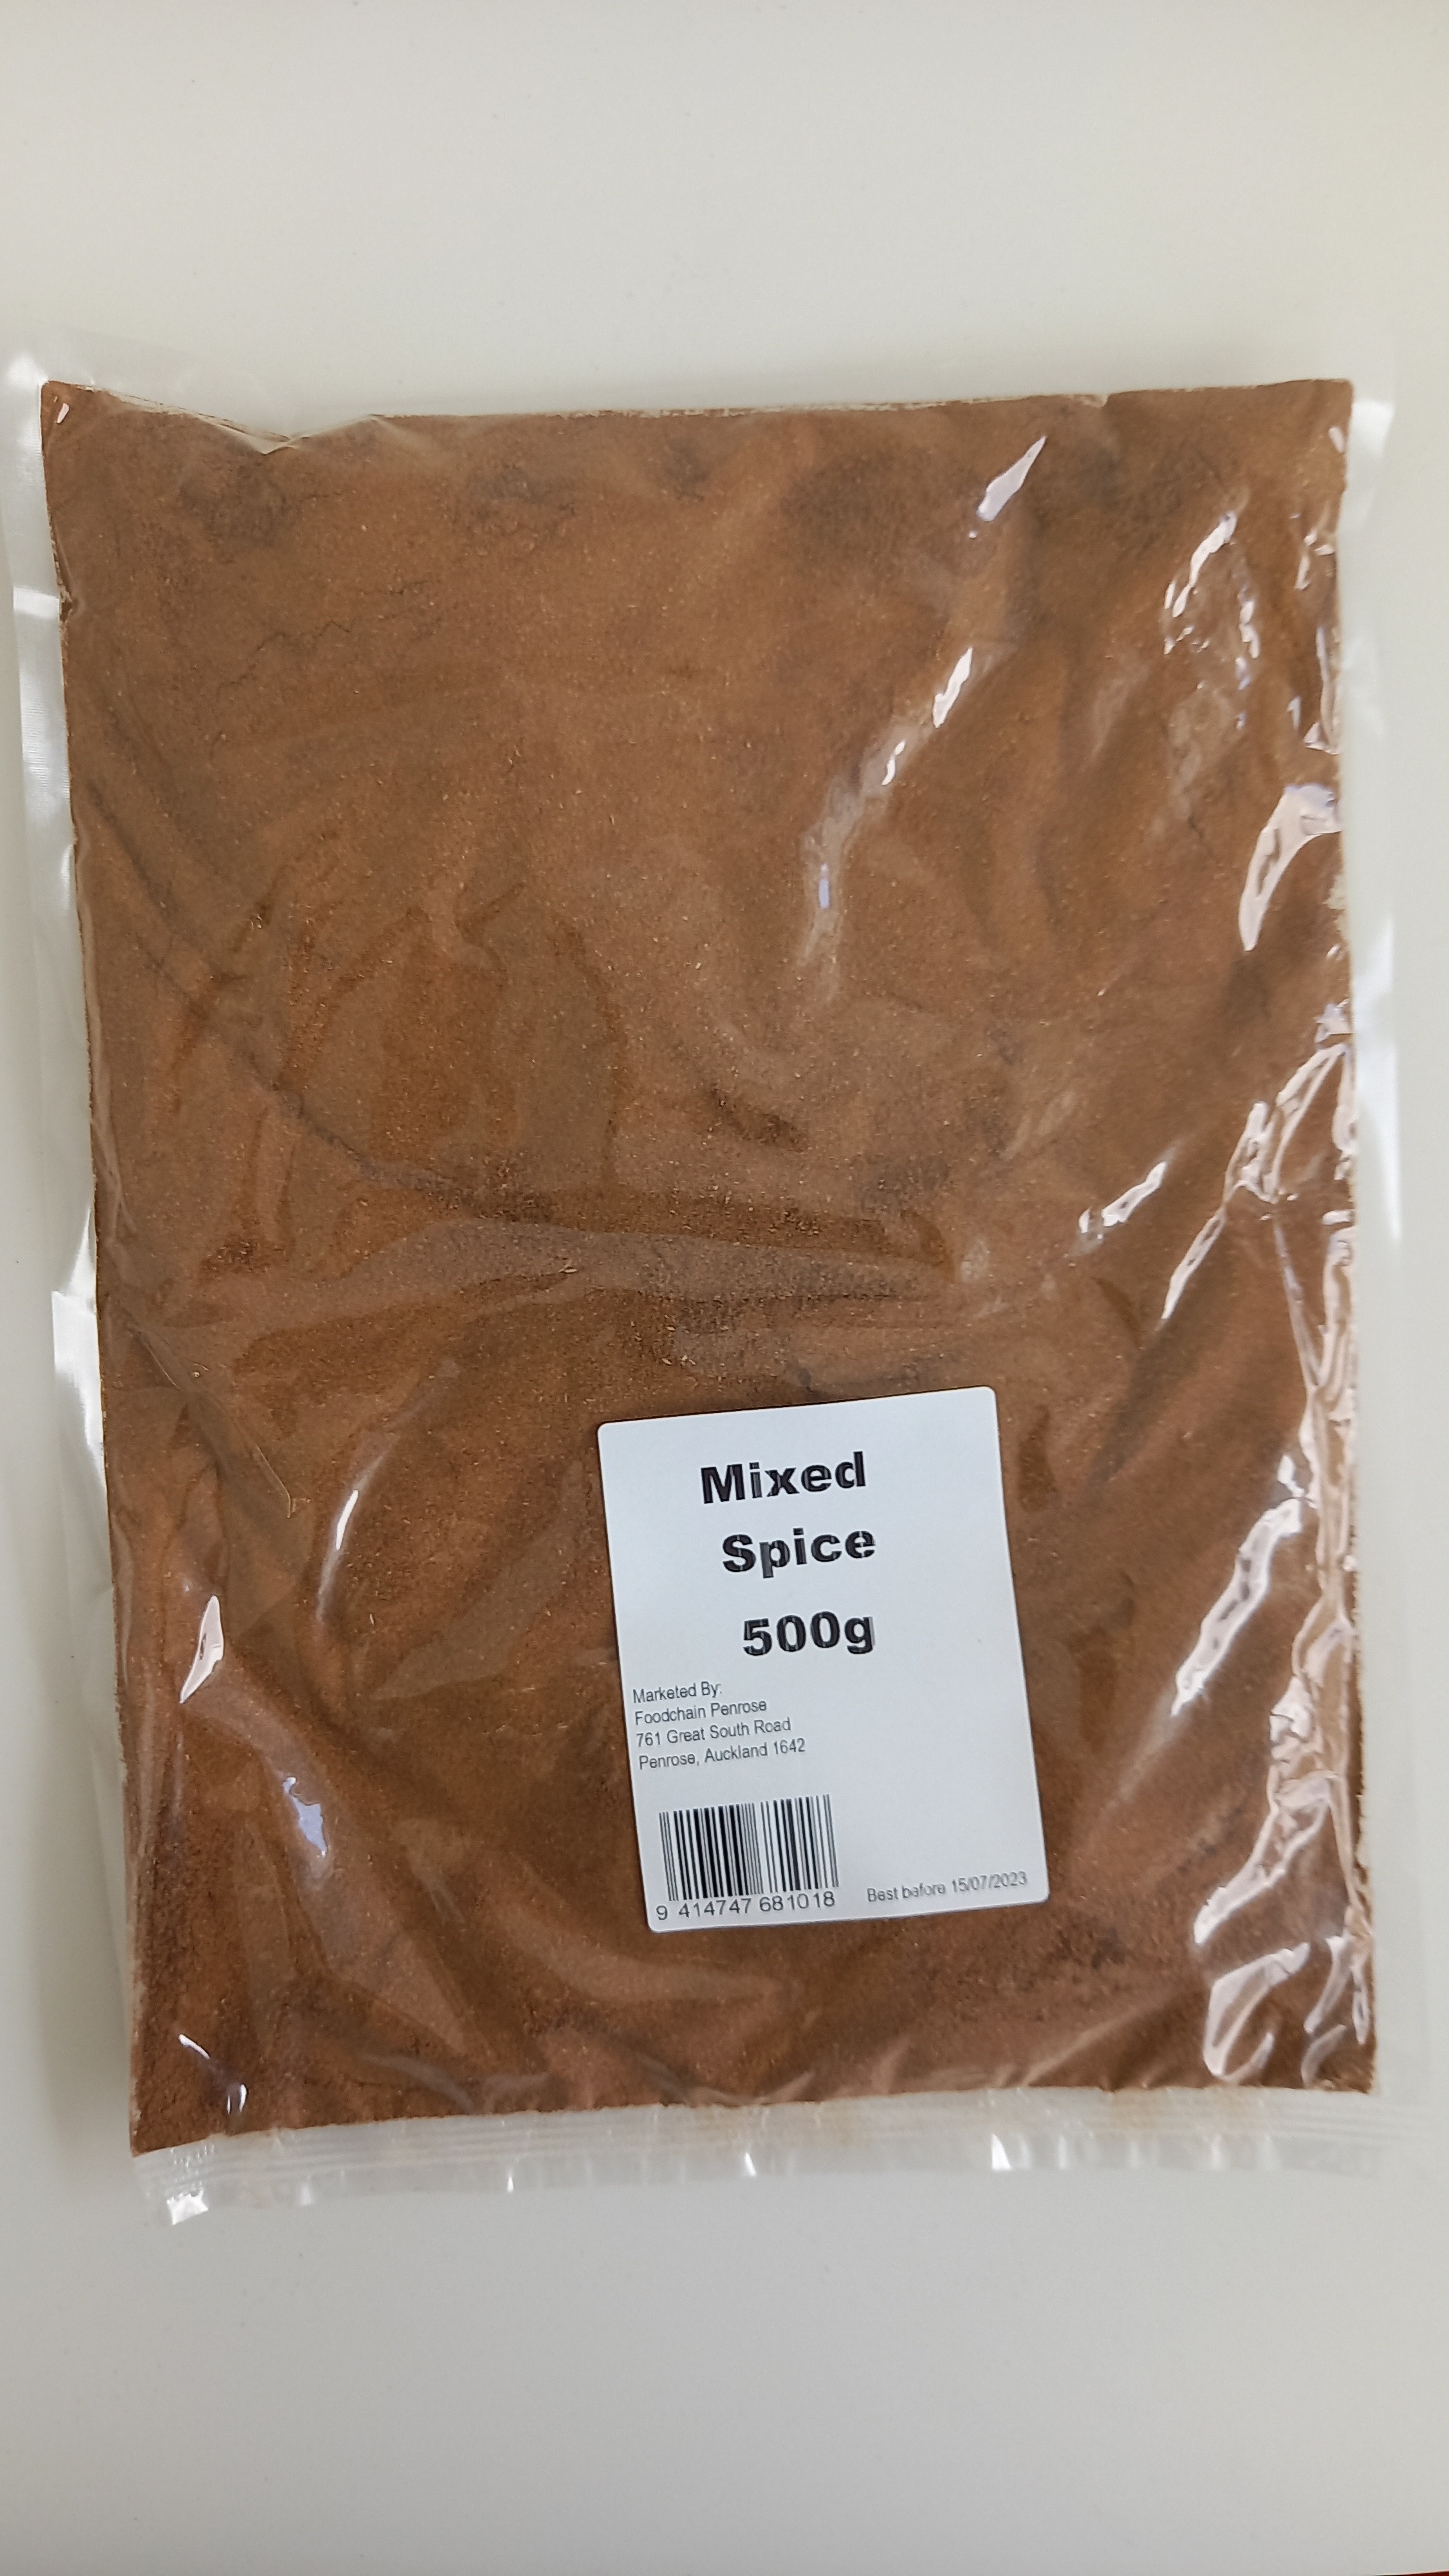 Mixed
Spice
500g
Marketed By:
Foodchain Penrose
761 Great South Road
Penrose, Auckland 1642
9 414747 681018
Best before 15/07/2023